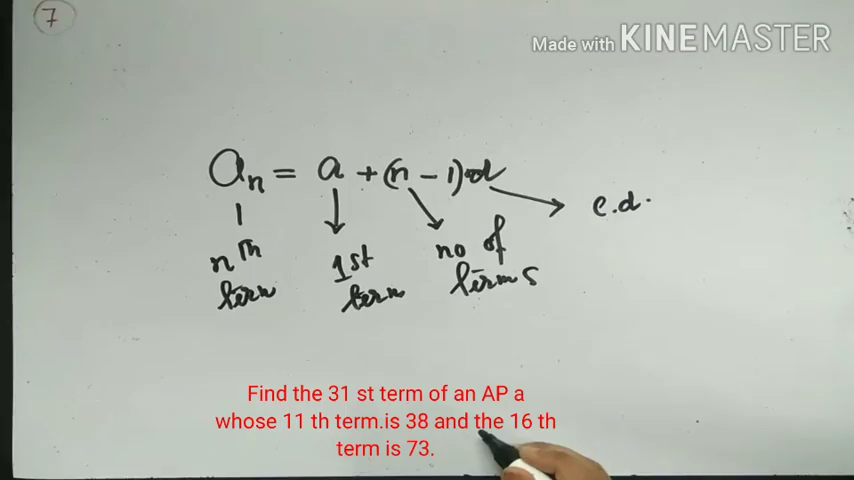 7
Made with KINEMASTER
an = a + (n - 1) d
c.d.
nth term
1st term
no of terms
Find the 31 st term of an AP a
whose 11 th term.is 38 and the 16 th
term is 73.